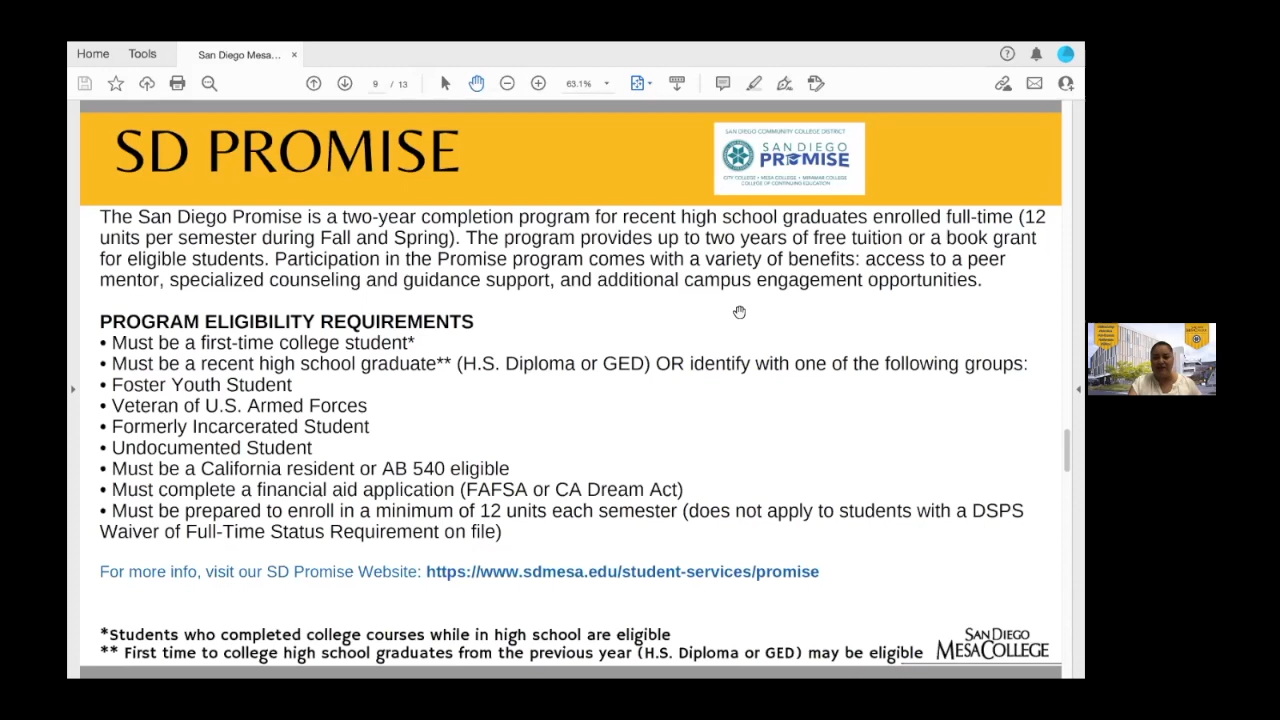 Home Tools San Diego Mesa... ×
9 / 13 63.1%
SD PROMISE
SAN DIEGO COMMUNITY COLLEGE DISTRICT
SAN DIEGO
PROMISE
CITY COLLEGE • MESA COLLEGE • MIRAMAR COLLEGE
COLLEGE OF CONTINUING EDUCATION
The San Diego Promise is a two-year completion program for recent high school graduates enrolled full-time (12
units per semester during Fall and Spring). The program provides up to two years of free tuition or a book grant
for eligible students. Participation in the Promise program comes with a variety of benefits: access to a peer
mentor, specialized counseling and guidance support, and additional campus engagement opportunities.
PROGRAM ELIGIBILITY REQUIREMENTS
• Must be a first-time college student*
• Must be a recent high school graduate** (H.S. Diploma or GED) OR identify with one of the following groups:
• Foster Youth Student
• Veteran of U.S. Armed Forces
• Formerly Incarcerated Student
• Undocumented Student
• Must be a California resident or AB 540 eligible
• Must complete a financial aid application (FAFSA or CA Dream Act)
• Must be prepared to enroll in a minimum of 12 units each semester (does not apply to students with a DSPS
Waiver of Full-Time Status Requirement on file)
For more info, visit our SD Promise Website: https://www.sdmesa.edu/student-services/promise
*Students who completed college courses while in high school are eligible
** First time to college high school graduates from the previous year (H.S. Diploma or GED) may be eligible
SAN DIEGO
MESA COLLEGE